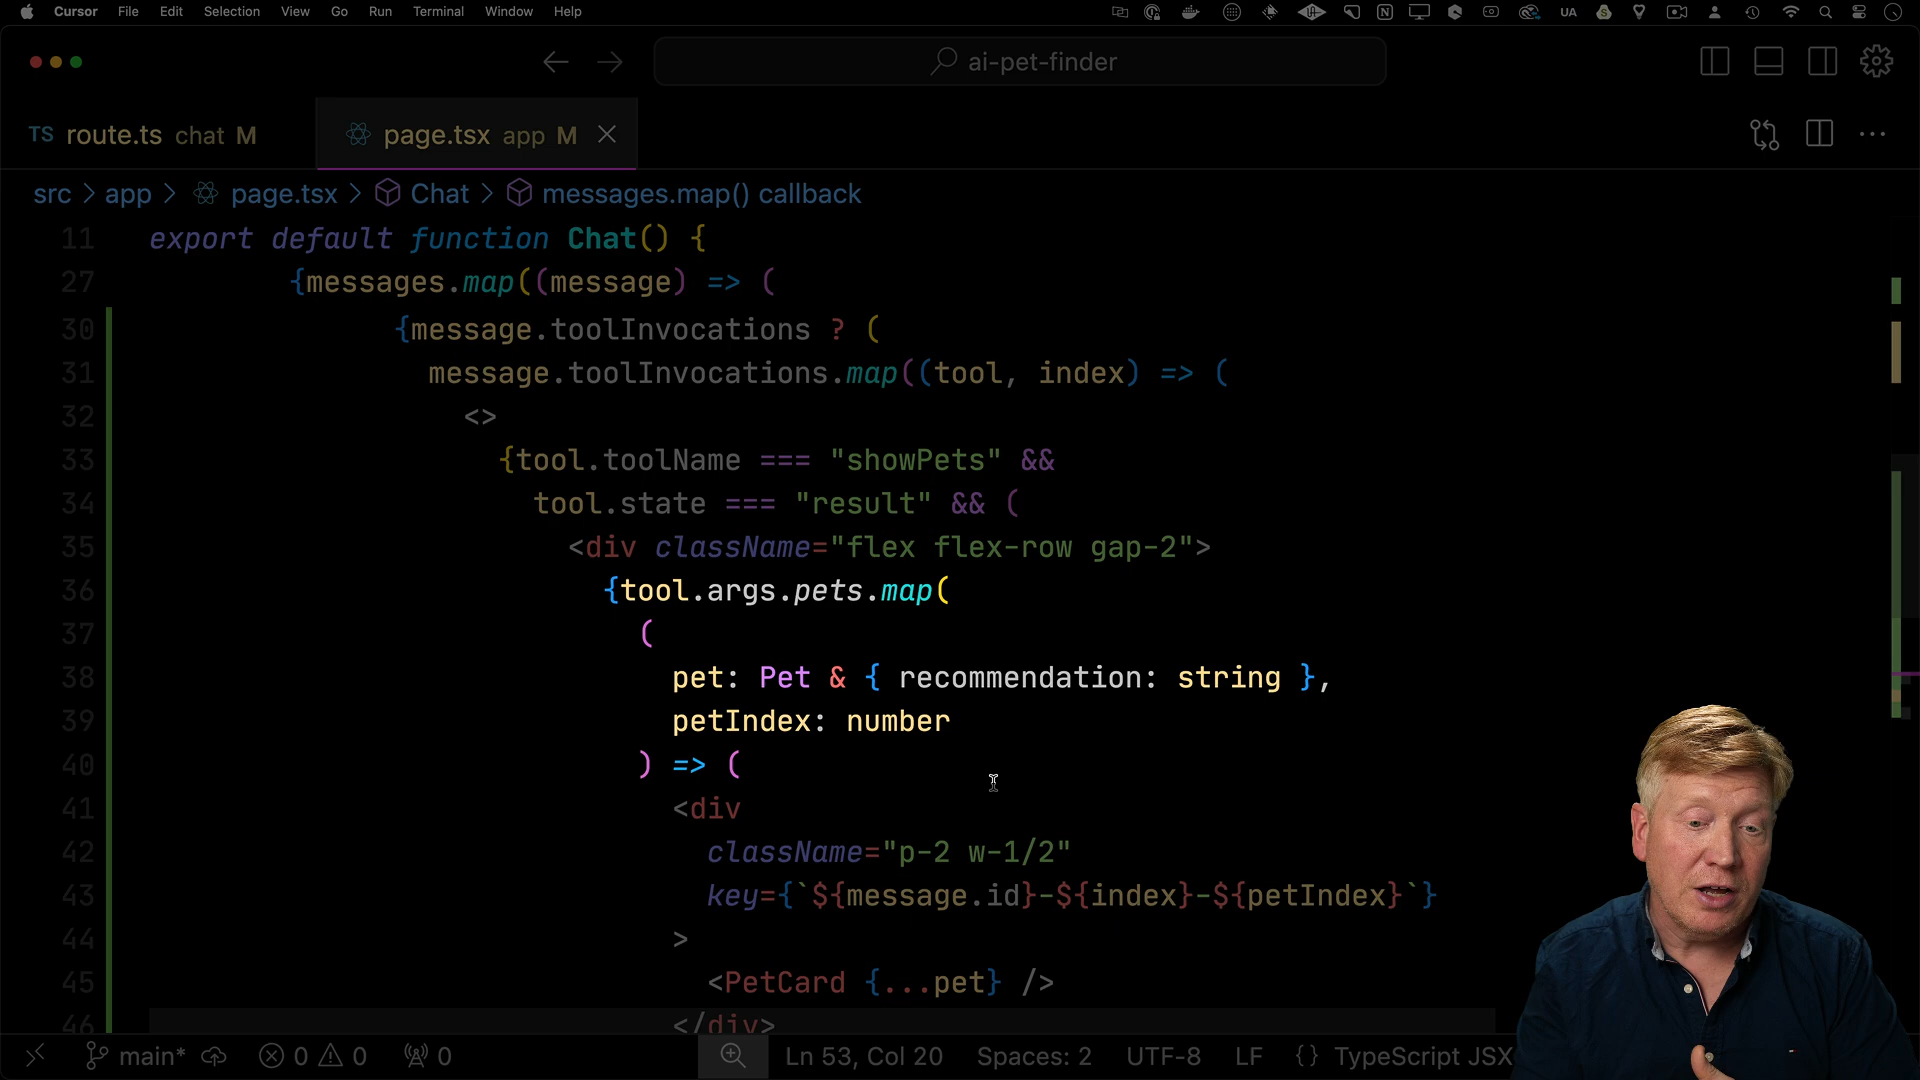 Cursor File Edit Selection View Go Run Terminal Window Help UA
ai-pet-finder
TS route.ts chat M page.tsx app M
src > app > page.tsx > Chat > messages.map() callback
11 export default function Chat() {
27 {messages.map((message) => (
30 {message.toolInvocations ? (
31 message.toolInvocations.map((tool, index) => (
32 <>
33 {tool.toolName === "showPets" &&
34 tool.state === "result" && (
35 <div className="flex flex-row gap-2">
36 {tool.args.pets.map(
37 (
38 pet: Pet & { recommendation: string },
39 petIndex: number
40 ) => (
41 <div
42 className="p-2 w-1/2"
43 key={`${message.id}-${index}-${petIndex}`}
44 >
45 <PetCard {...pet} />
46 </div>
main* 0 0 0 Ln 53, Col 20 Spaces: 2 UTF-8 LF {} TypeScript JSX